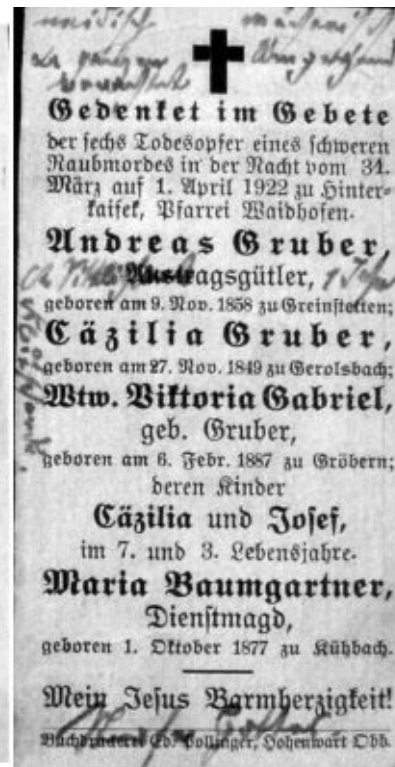 Gedenket im Gebete
der sechs Todesopfer eines schweren
Raubmordes in der Nacht vom 31.
März auf 1. April 1922 zu Hinter-
kaifek, Pfarrei Waidhofen.
Andreas Gruber,
Austragsgütler,
geboren am 9. Nov. 1858 zu Greinstetten;
Cäzilia Gruber,
geboren am 27. Nov. 1849 zu Gerolsbach;
Wtw. Viktoria Gabriel,
geb. Gruber,
geboren am 6. Febr. 1887 zu Gröbern;
deren Kinder
Cäzilia und Josef,
im 7. und 3. Lebensjahre.
Maria Baumgartner,
Dienstmagd,
geboren 1. Oktober 1877 zu Kühbach.
Mein Jesus Barmherzigkeit!
Buchdruckerei Ed. Pollinger, Hohenwart Obb.